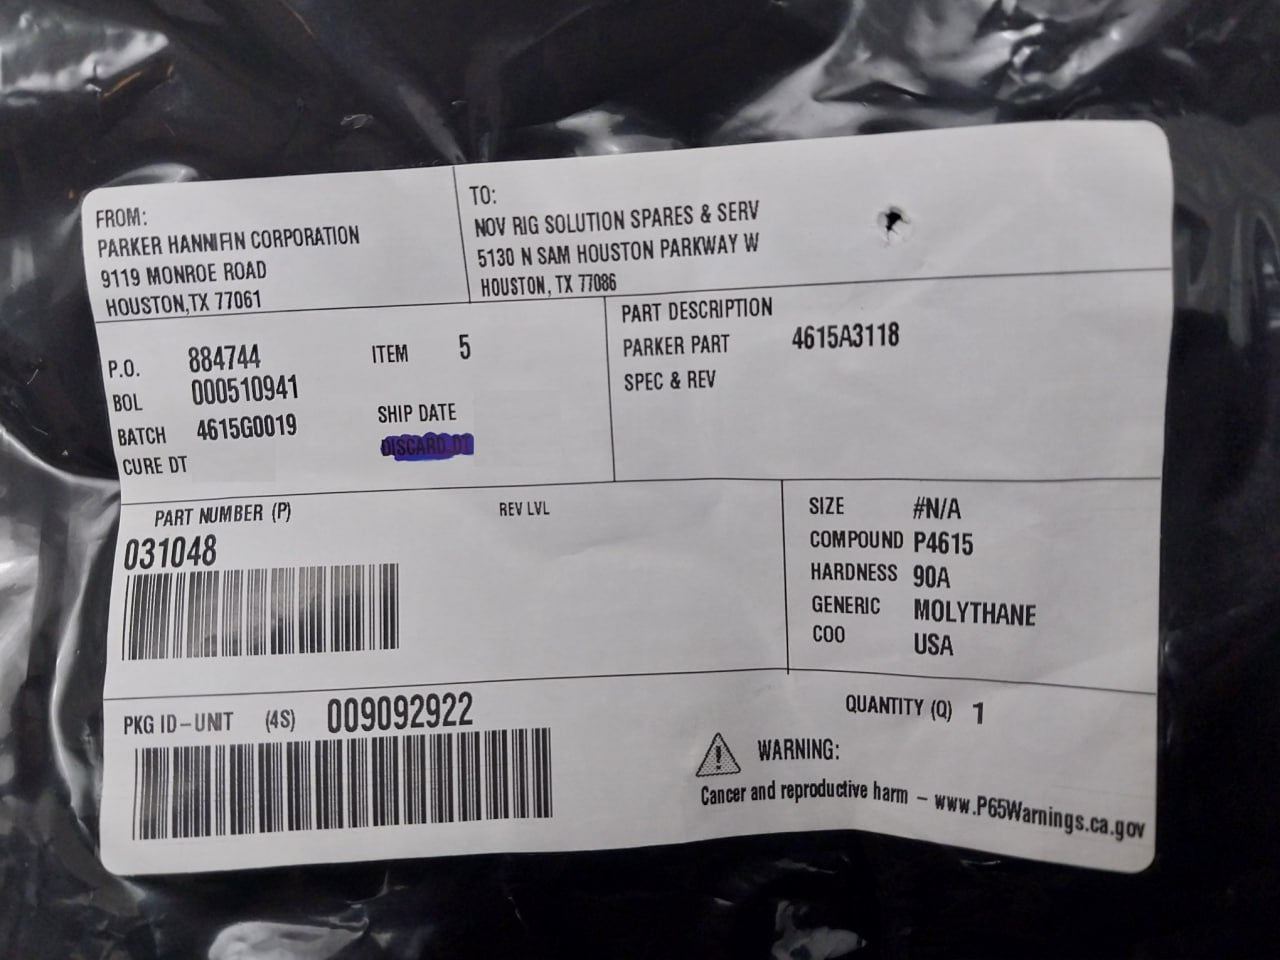 FROM:
PARKER HANNIFIN CORPORATION
9119 MONROE ROAD
HOUSTON,TX 77061
TO:
NOV RIG SOLUTION SPARES & SERV
5130 N SAM HOUSTON PARKWAY W
HOUSTON, TX 77086
P.O. 884744 ITEM 5
BOL 000510941
BATCH 4615G0019 SHIP DATE
CURE DT DISCARD DT
PART DESCRIPTION
PARKER PART 4615A3118
SPEC & REV
PART NUMBER (P) REV LVL
031048
SIZE #N/A
COMPOUND P4615
HARDNESS 90A
GENERIC MOLYTHANE
COO USA
PKG ID-UNIT (4S) 009092922
QUANTITY (Q) 1
WARNING:
Cancer and reproductive harm - www.P65Warnings.ca.gov